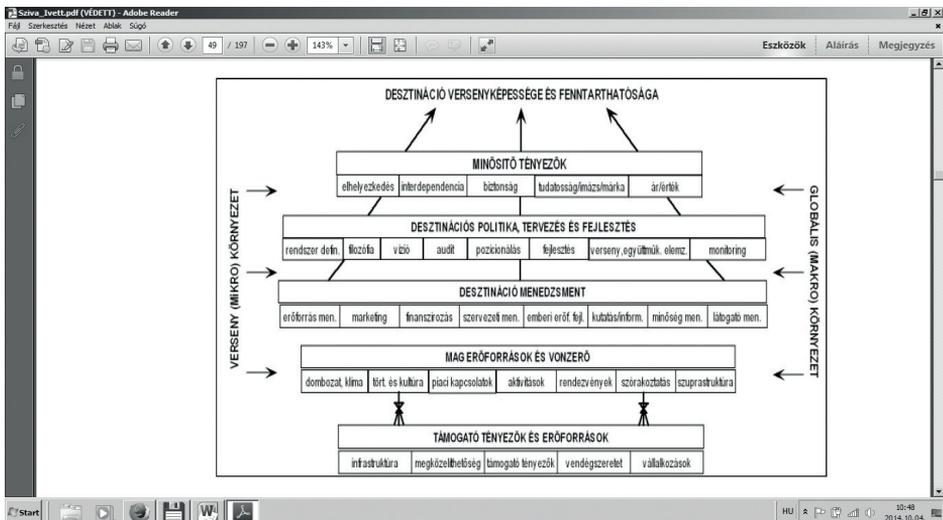 Sziva_Ivett.pdf (VÉDETT) - Adobe Reader
Fájl Szerkesztés Nézet Ablak Súgó
49 / 197 143% Eszközök Aláírás Megjegyzés
DESZTINÁCIÓ VERSENYKÉPESSÉGE ÉS FENNTARTHATÓSÁGA
MINŐSITŐ TÉNYEZŐK
elhelyezkedés interdependencia biztonság tudatosság/imázs/márka ár/érték
DESZTINÁCIÓS POLITIKA, TERVEZÉS ÉS FEJLESZTÉS
rendszer defin. filozófia vízió audit pozicionálás fejlesztés verseny,együttműk. elemz. monitoring
DESZTINÁCIÓ MENEDZSMENT
erőforrás men. marketing finanszírozás szervezeti men. emberi erőf. fejl. kutatás/inform. minőség men. látogató men.
MAG ERŐFORRÁSOK ÉS VONZERŐ
dombozat, klíma tört. és kultúra piaci kapcsolatok aktivitások rendezvények szórakoztatás szuprastruktúra
TÁMOGATÓ TÉNYEZŐK ÉS ERŐFORRÁSOK
infrastruktúra megközelíthetőség támogató tényezők vendégszeretet vállalkozások
VERSENY (MiKRO) KÖRNYEZET
GLOBÁLIS (MAKRO) KÖRNYEZET
Start HU 10:48
2014.10.04.